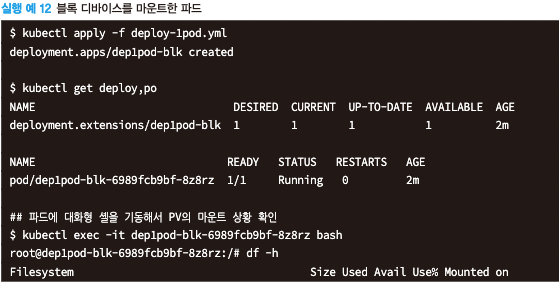 실행 예 12 블록 디바이스를 마운트한 파드
$ kubectl apply -f deploy-1pod.yml
deployment.apps/dep1pod-blk created
$ kubectl get deploy,po
NAME DESIRED CURRENT UP-TO-DATE AVAILABLE AGE
deployment.extensions/dep1pod-blk 1 1 1 1 2m
NAME READY STATUS RESTARTS AGE
pod/dep1pod-blk-6989fcb9bf-8z8rz 1/1 Running 0 2m
## 파드에 대화형 셸을 기동해서 PV의 마운트 상황 확인
$ kubectl exec -it dep1pod-blk-6989fcb9bf-8z8rz bash
root@dep1pod-blk-6989fcb9bf-8z8rz:/# df -h
Filesystem Size Used Avail Use% Mounted on